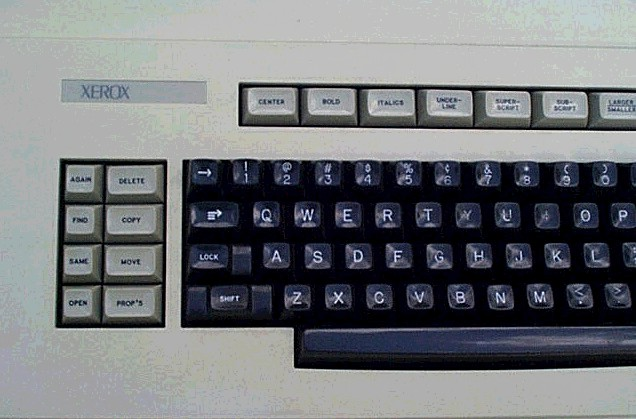 XEROX
CENTER BOLD ITALICS UNDER-LINE SUPER-SCRIPT SUB-SCRIPT LARGER SMALLER
AGAIN DELETE → ! 1 @ 2 # 3 $ 4 % 5 ¢ 6 & 7 * 8 ( 9 ) 0
FIND COPY Q W E R T Y U I O P
SAME MOVE LOCK A S D F G H J K L
OPEN PROP'S SHIFT Z X C V B N M